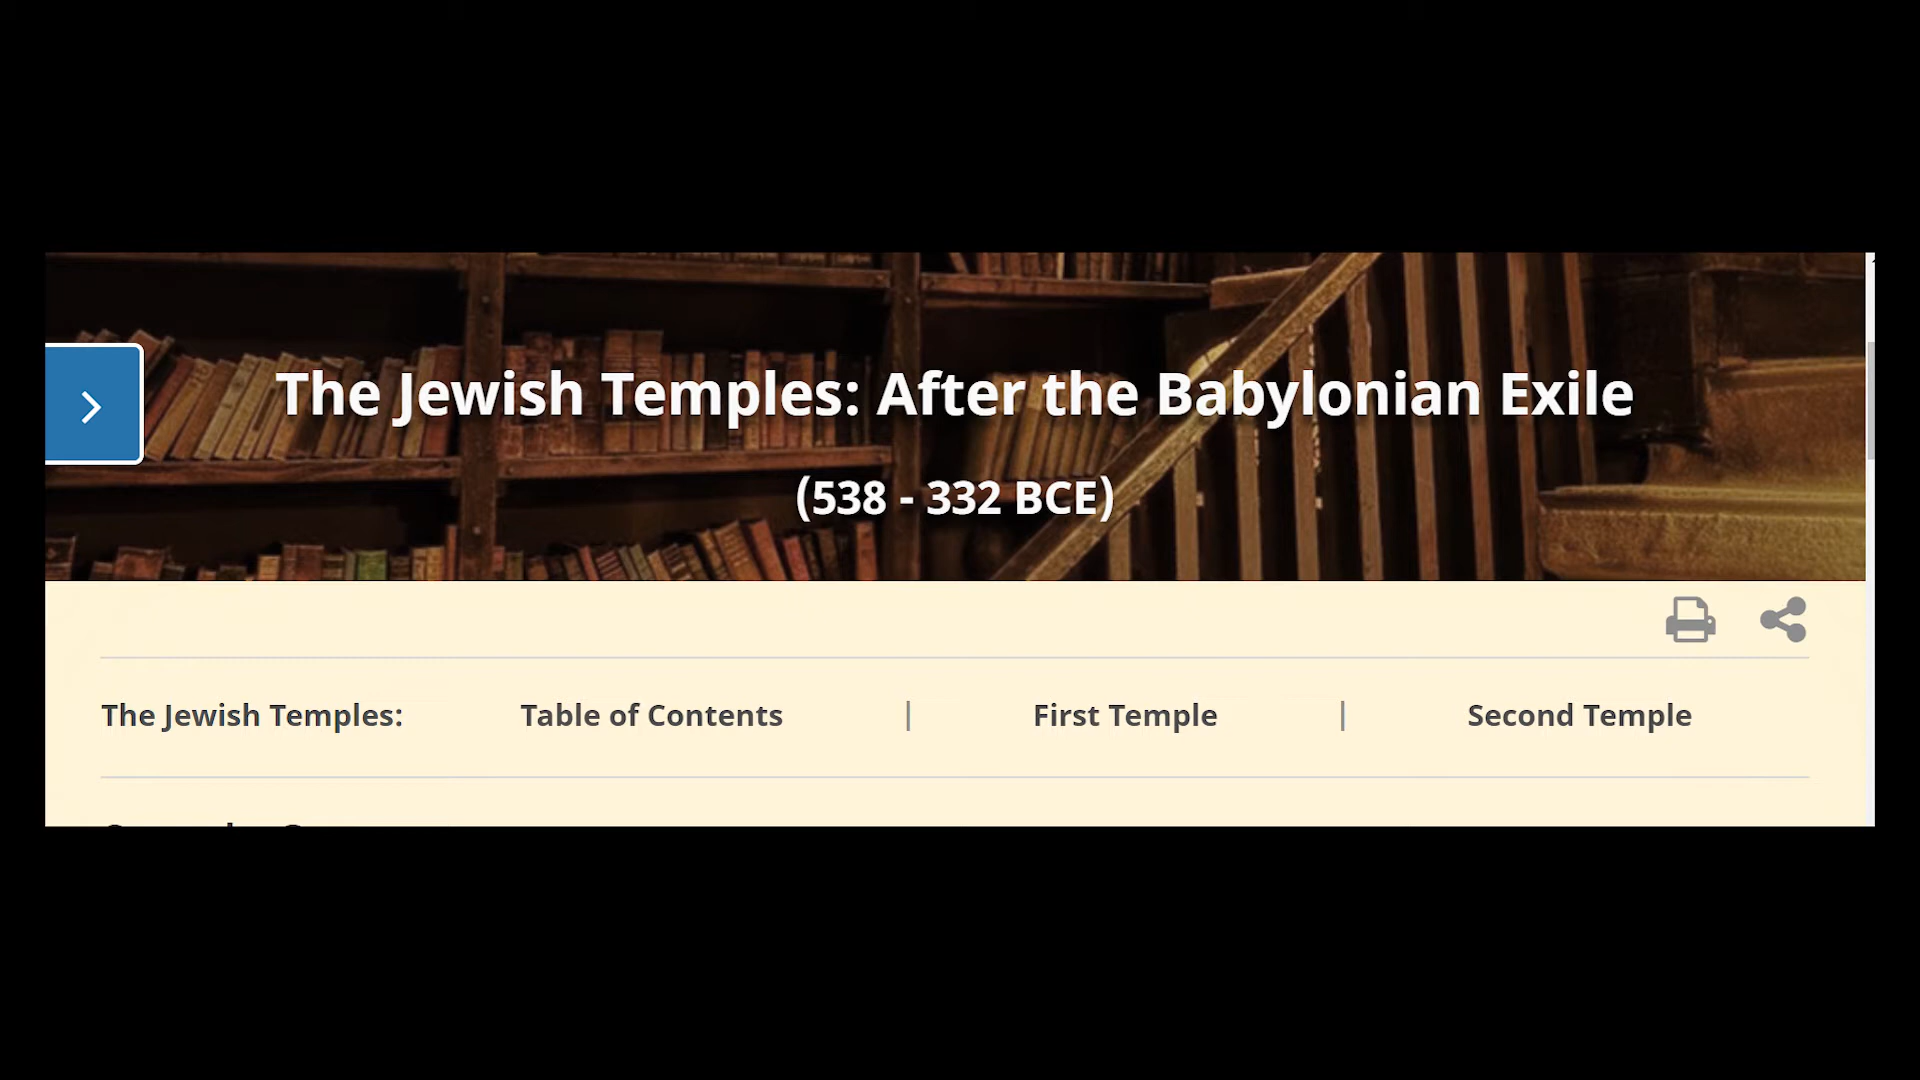 The Jewish Temples: After the Babylonian Exile
(538 - 332 BCE)
The Jewish Temples: Table of Contents | First Temple | Second Temple